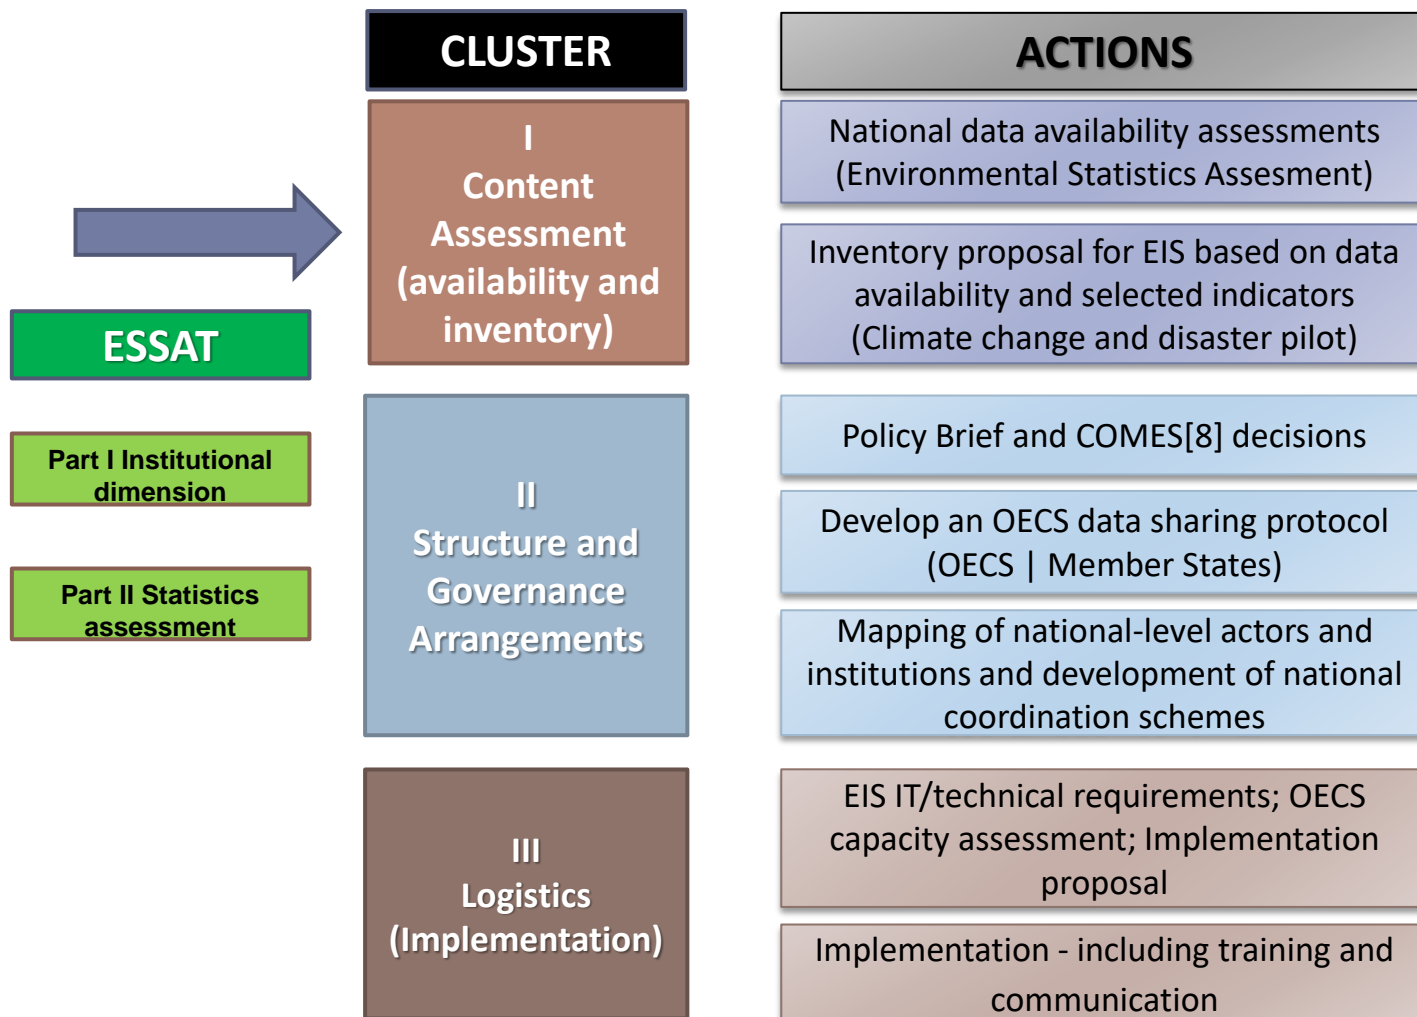 CLUSTER
ACTIONS
ESSAT
Part I Institutional
dimension
Part II Statistics
assessment
I
Content
Assessment
(availability and
inventory)
National data availability assessments
(Environmental Statistics Assesment)
Inventory proposal for EIS based on data
availability and selected indicators
(Climate change and disaster pilot)
II
Structure and
Governance
Arrangements
Policy Brief and COMES[8] decisions
Develop an OECS data sharing protocol
(OECS | Member States)
Mapping of national-level actors and
institutions and development of national
coordination schemes
III
Logistics
(Implementation)
EIS IT/technical requirements; OECS
capacity assessment; Implementation
proposal
Implementation - including training and
communication